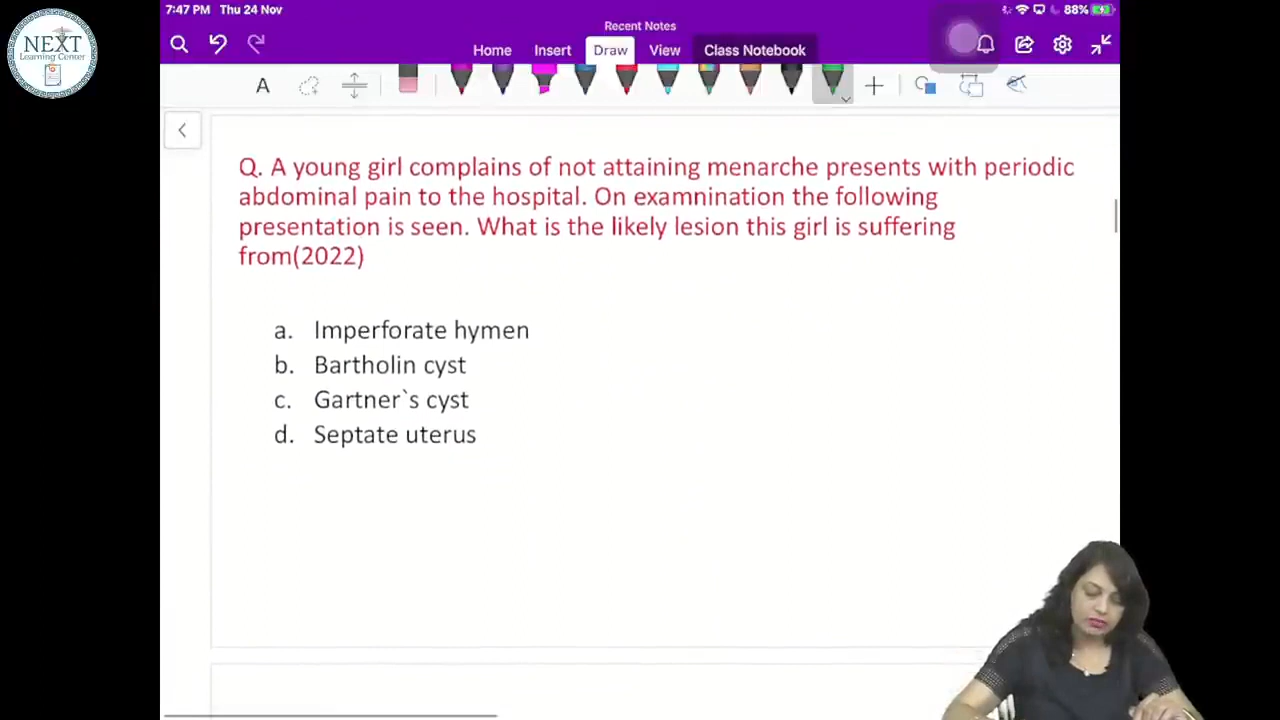 7:47 PM Thu 24 Nov
88%
Recent Notes
NEXT
Learning Center
Home Insert Draw View Class Notebook
A
Q. A young girl complains of not attaining menarche presents with periodic
abdominal pain to the hospital. On examnination the following
presentation is seen. What is the likely lesion this girl is suffering
from(2022)
a. Imperforate hymen
b. Bartholin cyst
c. Gartner`s cyst
d. Septate uterus